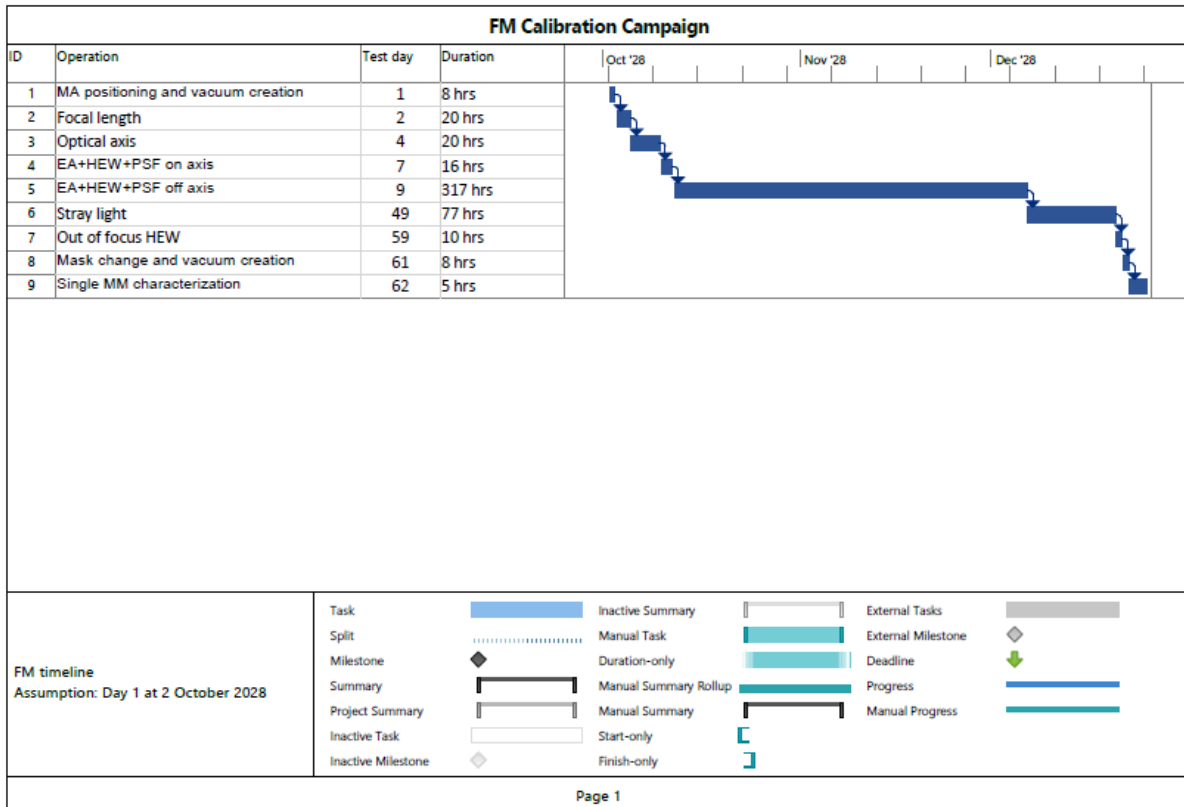 FM Calibration Campaign
ID Operation Test day Duration Oct '28 Nov '28 Dec '28
1 MA positioning and vacuum creation 1 8 hrs
2 Focal length 2 20 hrs
3 Optical axis 4 20 hrs
4 EA+HEW+PSF on axis 7 16 hrs
5 EA+HEW+PSF off axis 9 317 hrs
6 Stray light 49 77 hrs
7 Out of focus HEW 59 10 hrs
8 Mask change and vacuum creation 61 8 hrs
9 Single MM characterization 62 5 hrs
FM timeline
Assumption: Day 1 at 2 October 2028
Task Inactive Summary External Tasks
Split Manual Task External Milestone
Milestone Duration-only Deadline
Summary Manual Summary Rollup Progress
Project Summary Manual Summary Manual Progress
Inactive Task Start-only
Inactive Milestone Finish-only
Page 1